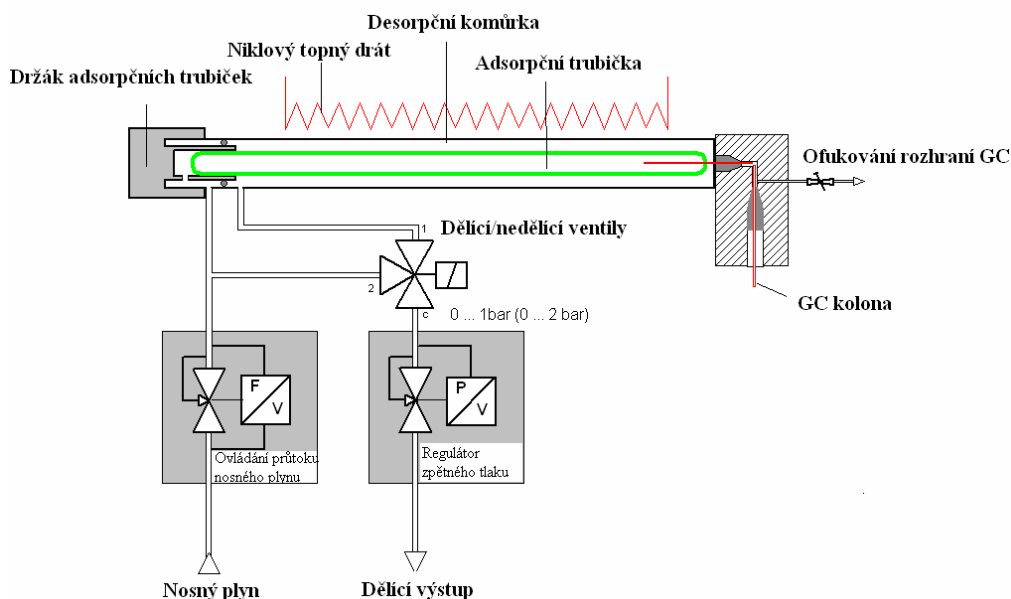 Desorpční komůrka
Niklový topný drát
Adsorpční trubička
Držák adsorpčních trubiček
Ofukování rozhraní GC
1
Dělící/nedělící ventily
2
GC kolona
c
0 ... 1bar (0 ... 2 bar)
F
V
P
V
Ovládání průtoku
nosného plynu
Regulátor
zpětného tlaku
Nosný plyn
Dělící výstup